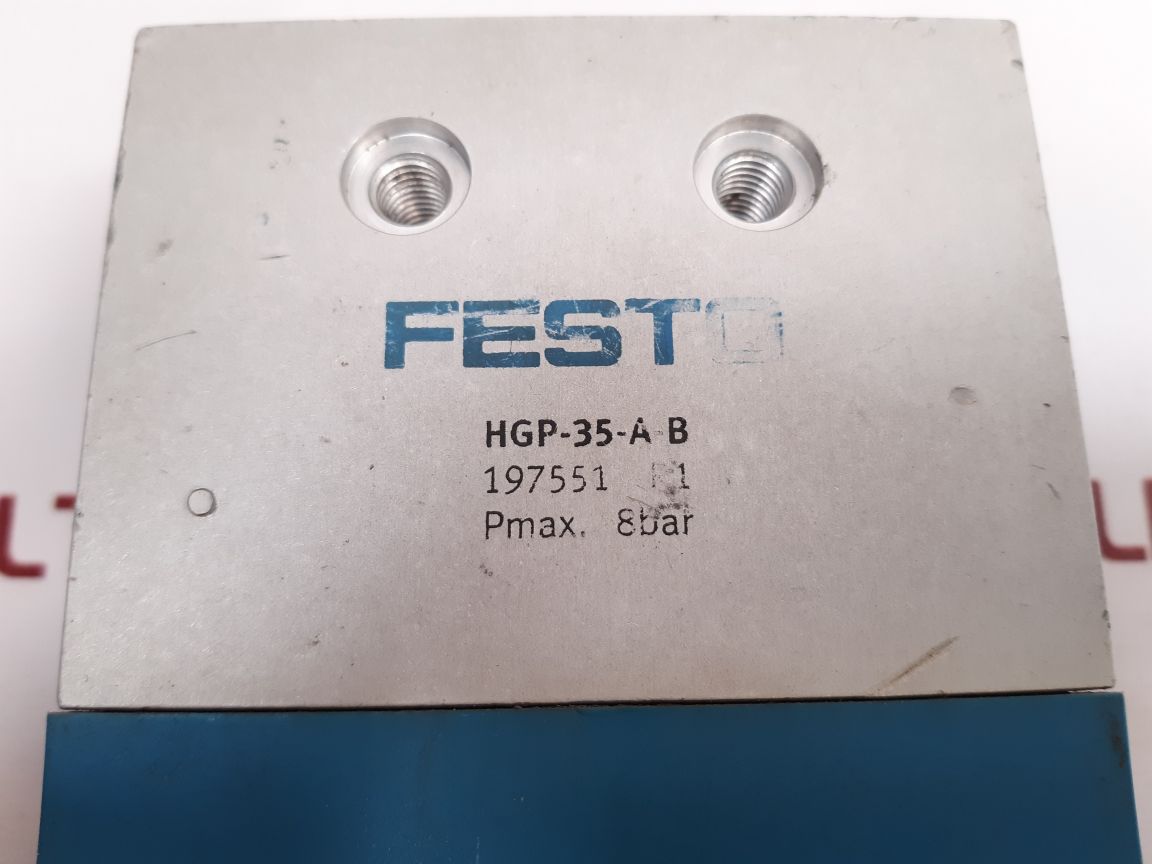 FESTO
HGP-35-A-B
197551
Pmax. 8bar